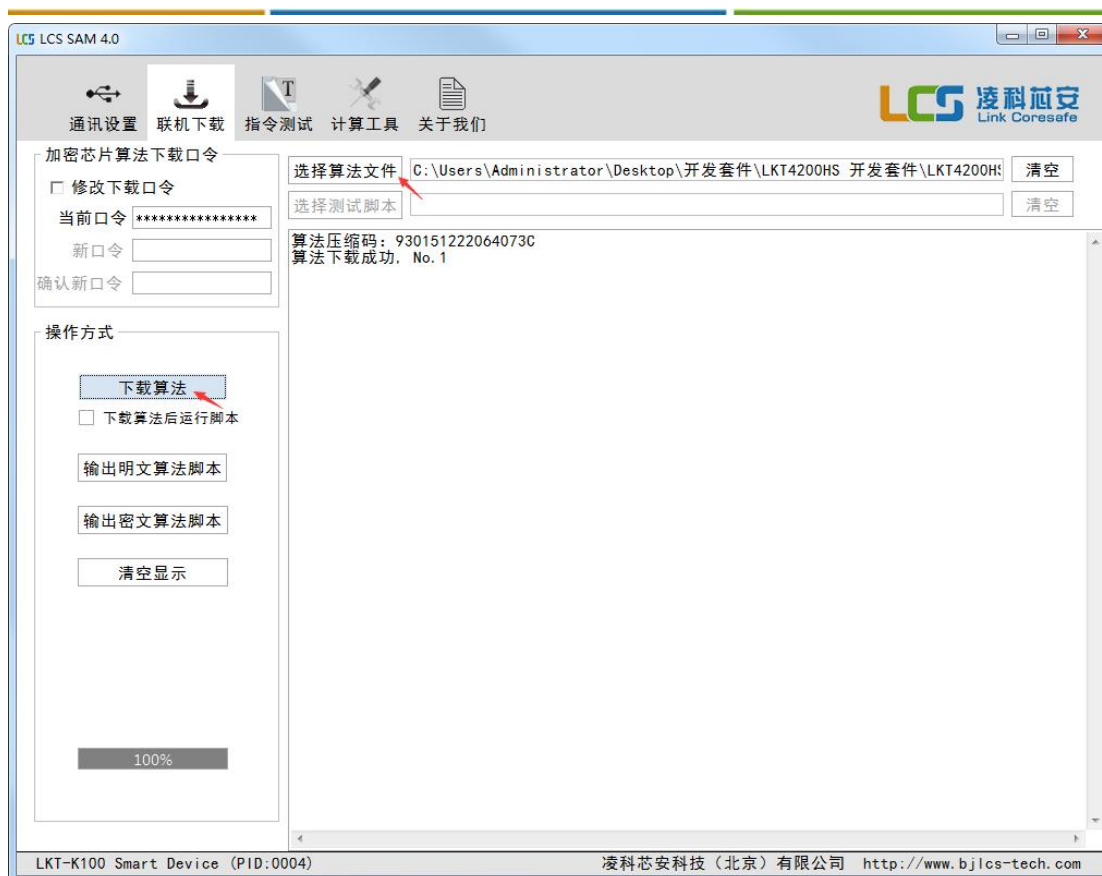 LCS LCS SAM 4.0
通讯设置 联机下载 指令测试 计算工具 关于我们
LCS 凌科芯安
Link Coresafe
加密芯片算法下载口令
修改下载口令
当前口令 ****************
新口令
确认新口令
选择算法文件 C:\Users\Administrator\Desktop\开发套件\LKT4200HS 开发套件\LKT4200HS 清空
选择测试脚本 清空
算法压缩码: 930151222064073C
算法下载成功, No.1
操作方式
下载算法
下载算法后运行脚本
输出明文算法脚本
输出密文算法脚本
清空显示
100%
LKT-K100 Smart Device (PID:0004) 凌科芯安科技（北京）有限公司 http://www.bjlcs-tech.com